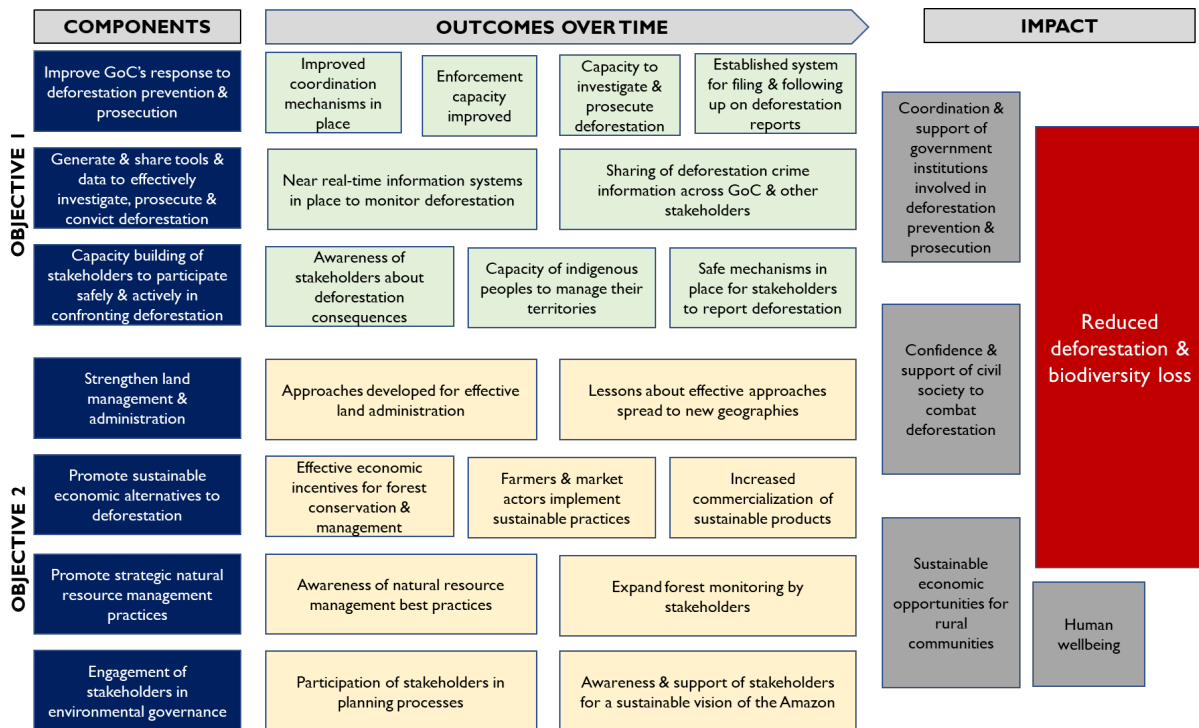 COMPONENTS
OUTCOMES OVER TIME
IMPACT
OBJECTIVE 1
Improve GoC's response to
deforestation prevention &
prosecution
Improved
coordination
mechanisms in
place
Enforcement
capacity
improved
Capacity to
investigate &
prosecute
deforestation
Established system
for filing & following
up on deforestation
reports
Generate & share tools &
data to effectively
investigate, prosecute &
convict deforestation
Near real-time information systems
in place to monitor deforestation
Sharing of deforestation crime
information across GoC & other
stakeholders
Capacity building of
stakeholders to participate
safely & actively in
confronting deforestation
Awareness of
stakeholders about
deforestation
consequences
Capacity of indigenous
peoples to manage their
territories
Safe mechanisms in
place for stakeholders
to report deforestation
OBJECTIVE 2
Strengthen land
management &
administration
Approaches developed for effective
land administration
Lessons about effective approaches
spread to new geographies
Promote sustainable
economic alternatives to
deforestation
Effective economic
incentives for forest
conservation &
management
Farmers & market
actors implement
sustainable practices
Increased
commercialization of
sustainable products
Promote strategic natural
resource management
practices
Awareness of natural resource
management best practices
Expand forest monitoring by
stakeholders
Engagement of
stakeholders in
environmental governance
Participation of stakeholders in
planning processes
Awareness & support of stakeholders
for a sustainable vision of the Amazon
Coordination &
support of
government
institutions
involved in
deforestation
prevention &
prosecution
Confidence &
support of civil
society to
combat
deforestation
Sustainable
economic
opportunities for
rural
communities
Reduced
deforestation &
biodiversity loss
Human
wellbeing